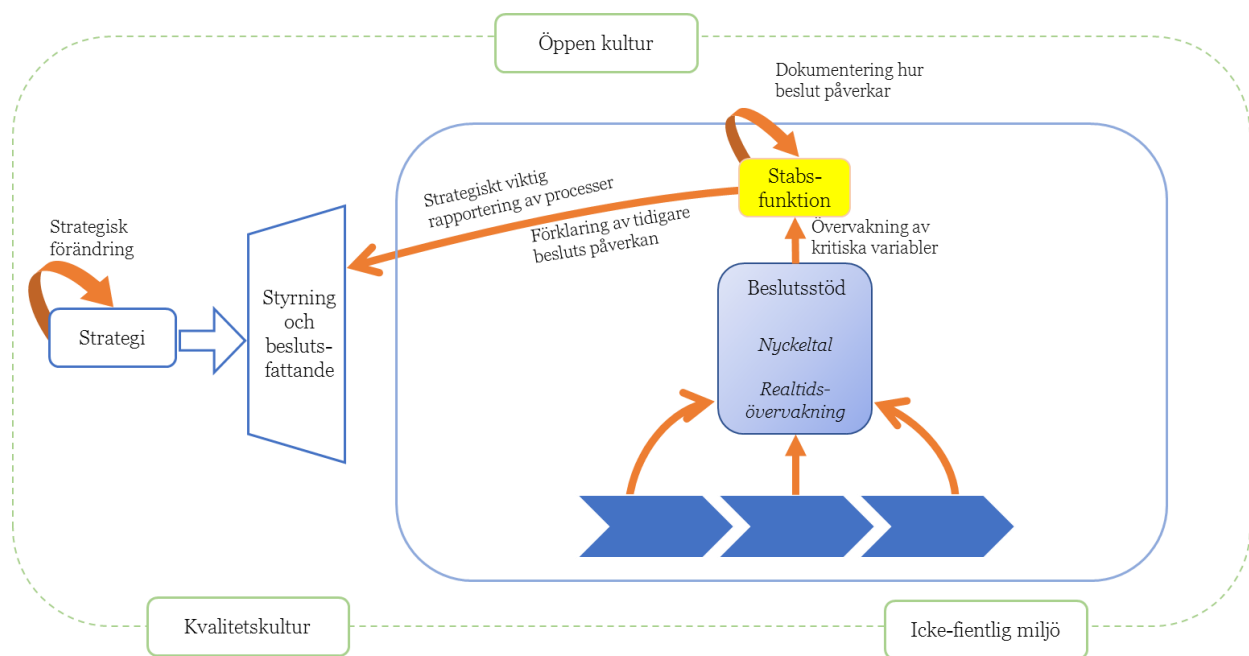 Öppen kultur
Dokumentering hur
beslut påverkar
Stabs-
funktion
Strategiskt viktig
rapportering av processer
Förklaring av tidigare
besluts påverkan
Övervakning av
kritiska variabler
Strategisk
förändring
Strategi
Styrning
och
besluts-
fattande
Beslutsstöd
Nyckeltal
Realtids-
övervakning
Kvalitetskultur
Icke-fientlig miljö